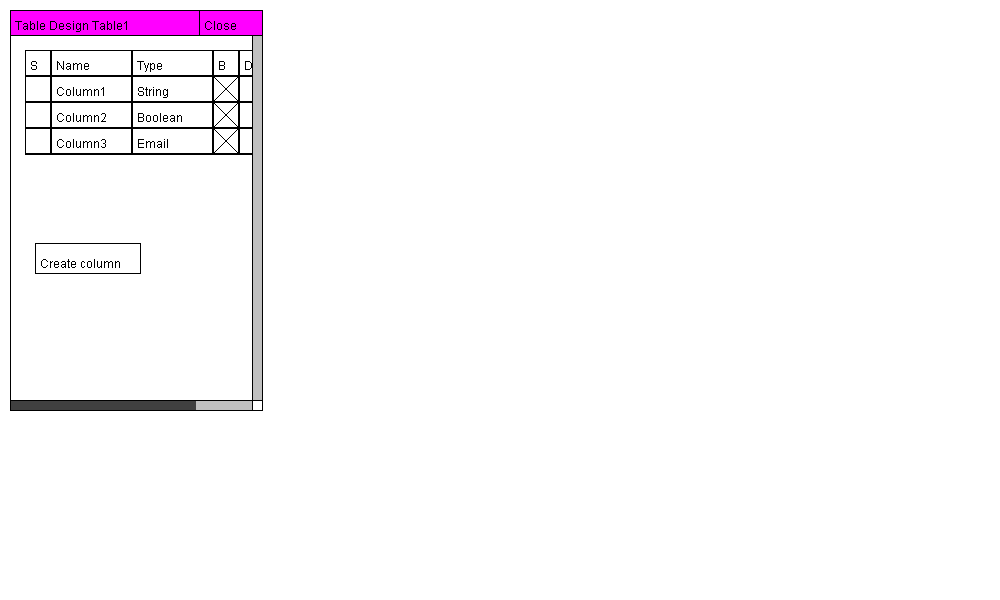 Table Design Table1 Close
S Name Type B D
Column1 String
Column2 Boolean
Column3 Email
Create column